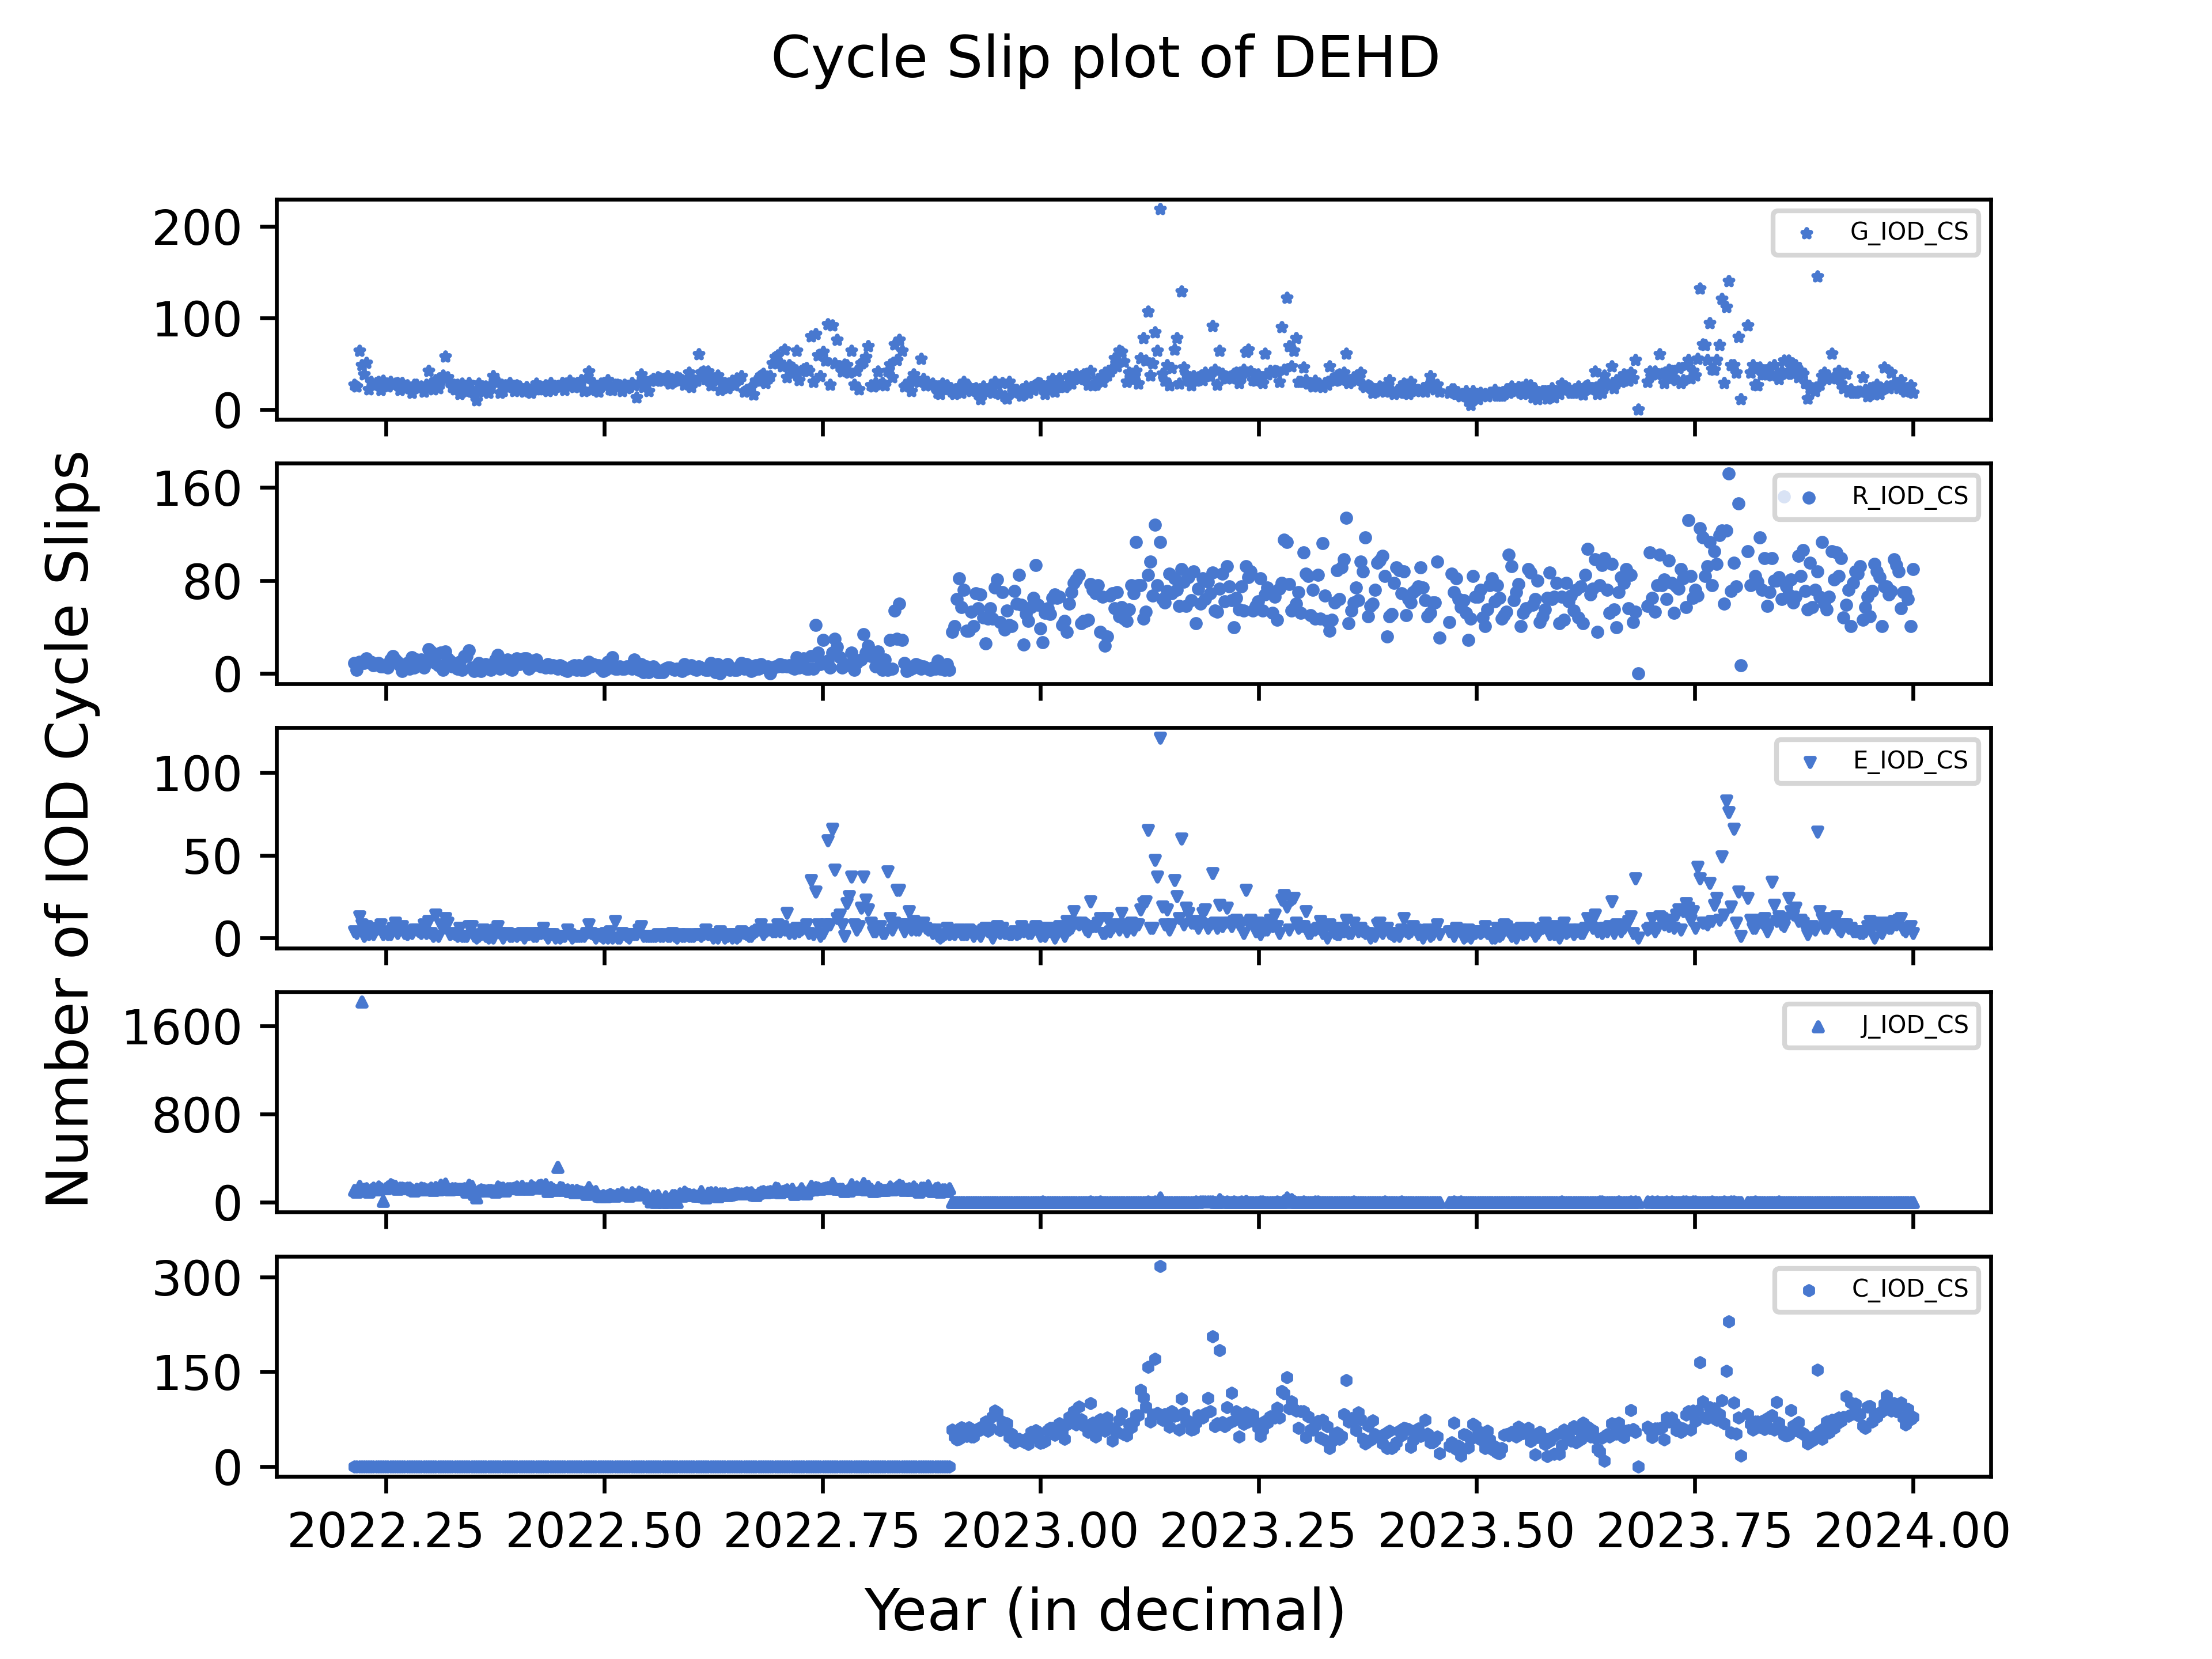 Cycle Slip plot of DEHD
Number of IOD Cycle Slips
200
100
0
G_IOD_CS
160
80
0
R_IOD_CS
100
50
0
E_IOD_CS
1600
800
0
J_IOD_CS
300
150
0
C_IOD_CS
2022.25 2022.50 2022.75 2023.00 2023.25 2023.50 2023.75 2024.00
Year (in decimal)